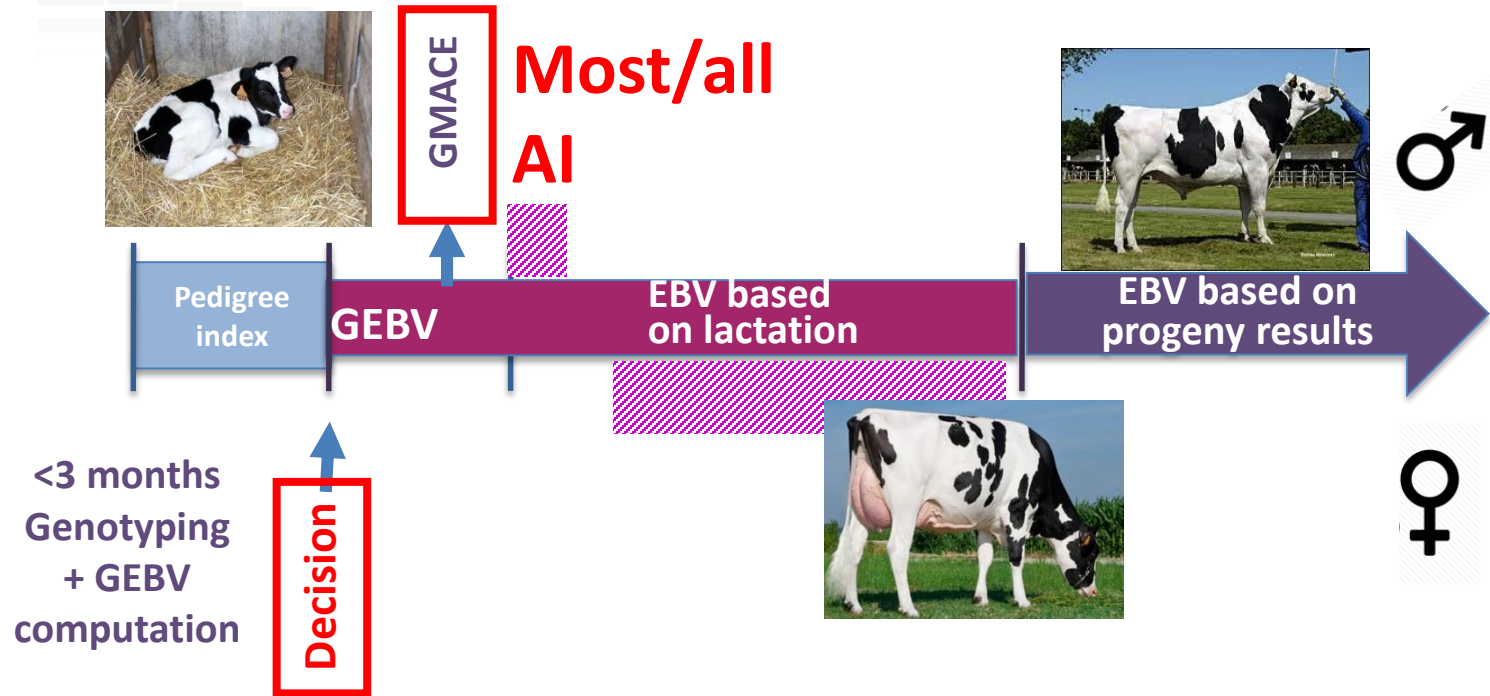 GMACE
Most/all
AI
Pedigree
index
GEBV
EBV based
on lactation
EBV based on
progeny results
<3 months
Genotyping
+ GEBV
computation
Decision